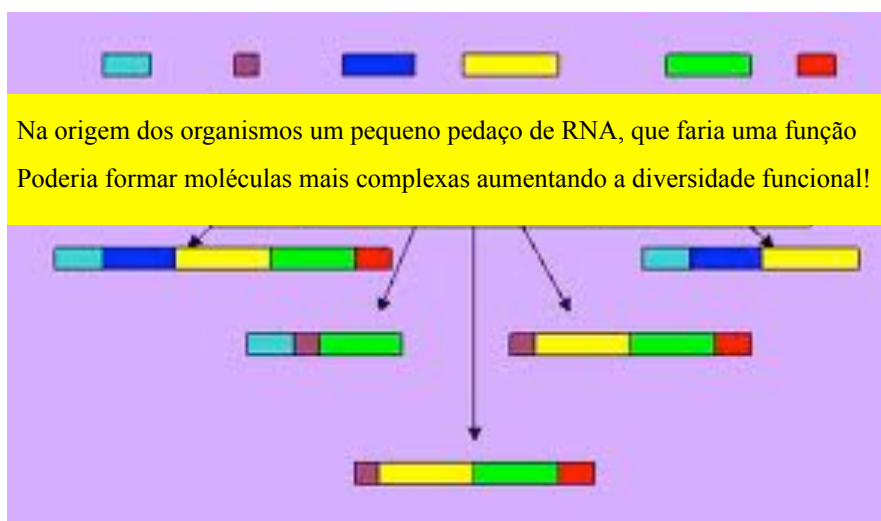 Na origem dos organismos um pequeno pedaço de RNA, que faria uma função
Poderia formar moléculas mais complexas aumentando a diversidade funcional!